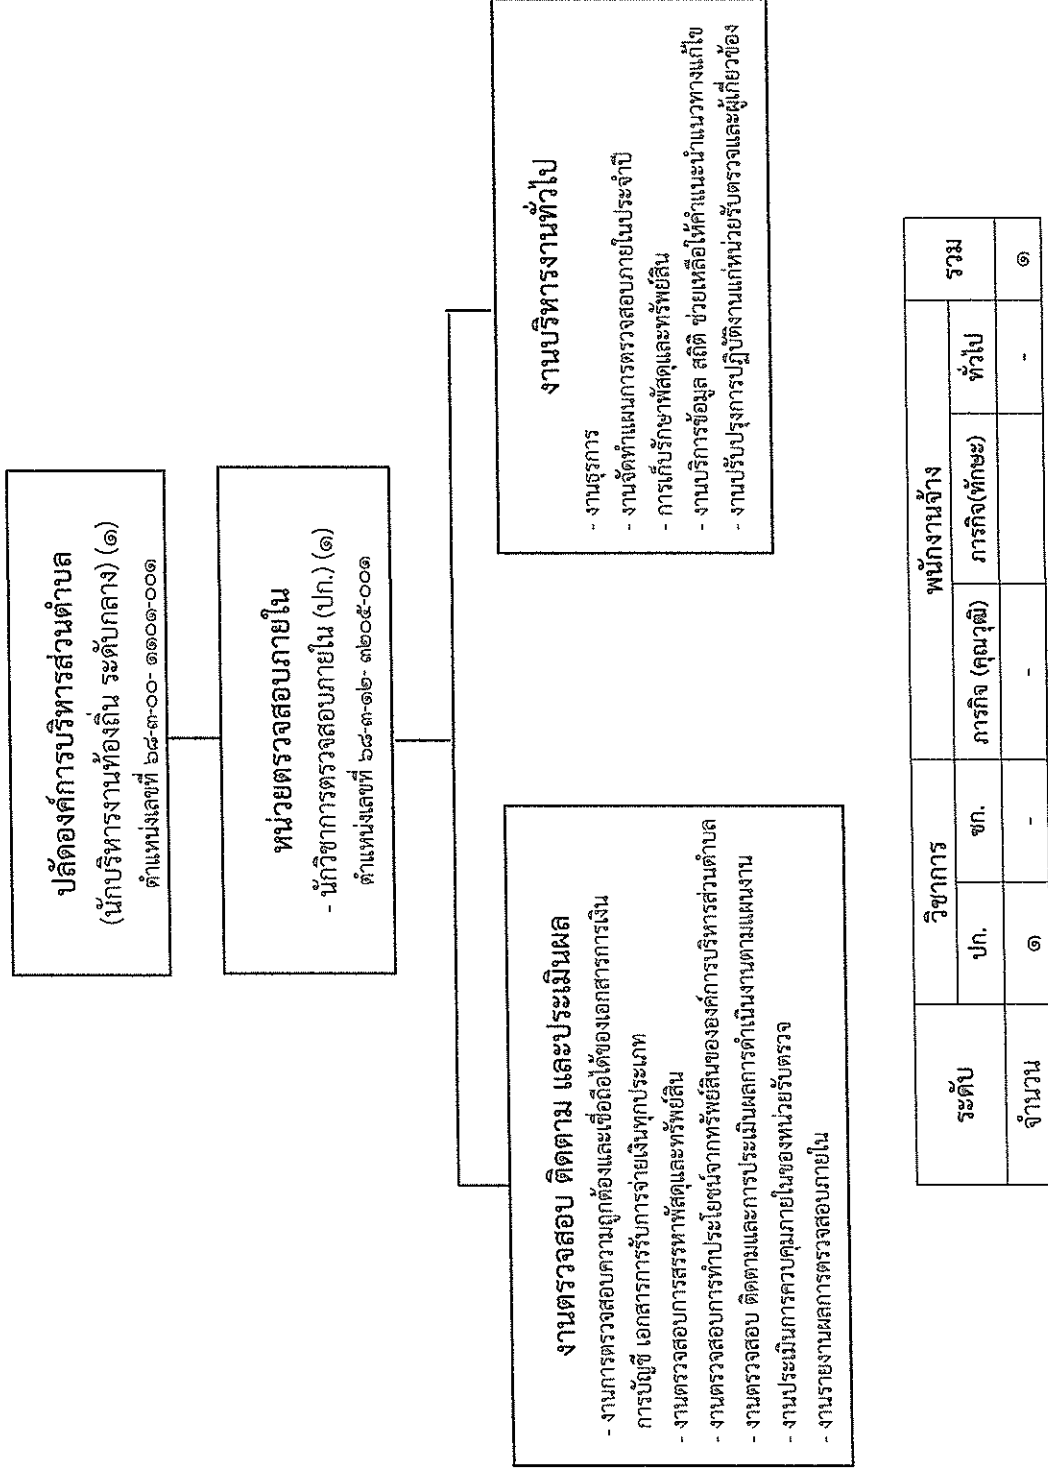 ปลัดองค์การบริหารส่วนตำบล
(นักบริหารงานท้องถิ่น ระดับกลาง) (๑)
ตำแหน่งเลขที่ ๖๘-๓-๐๐- ๑๑๐๑-๐๐๑
หน่วยตรวจสอบภายใน
- นักวิชาการตรวจสอบภายใน (ปก.) (๑)
ตำแหน่งเลขที่ ๖๘-๓-๑๒- ๓๒๐๕-๐๐๑
งานตรวจสอบ ติดตาม และประเมินผล
- งานการตรวจสอบความถูกต้องและเชื่อถือได้ของเอกสารการเงิน
การบัญชี เอกสารการรับการจ่ายเงินทุกประเภท
- งานตรวจสอบการสรรหาพัสดุและทรัพย์สิน
- งานตรวจสอบการทำประโยชน์จากทรัพย์สินขององค์การบริหารส่วนตำบล
- งานตรวจสอบ ติดตามและการประเมินผลการดำเนินงานตามแผนงาน
- งานประเมินการควบคุมภายในของหน่วยรับตรวจ
- งานรายงานผลการตรวจสอบภายใน
งานบริหารงานทั่วไป
- งานธุรการ
- งานจัดทำแผนการตรวจสอบภายในประจำปี
- การเก็บรักษาพัสดุและทรัพย์สิน
- งานบริการข้อมูล สถิติ ช่วยเหลือให้คำแนะนำแนวทางแก้ไข
- งานปรับปรุงการปฏิบัติงานแก่หน่วยรับตรวจและผู้เกี่ยวข้อง
ระดับ วิชาการ พนักงานจ้าง รวม
ปก. ชก. ภารกิจ (คุณวุฒิ) ภารกิจ(ทักษะ) ทั่วไป
จำนวน ๑ - - - ๑